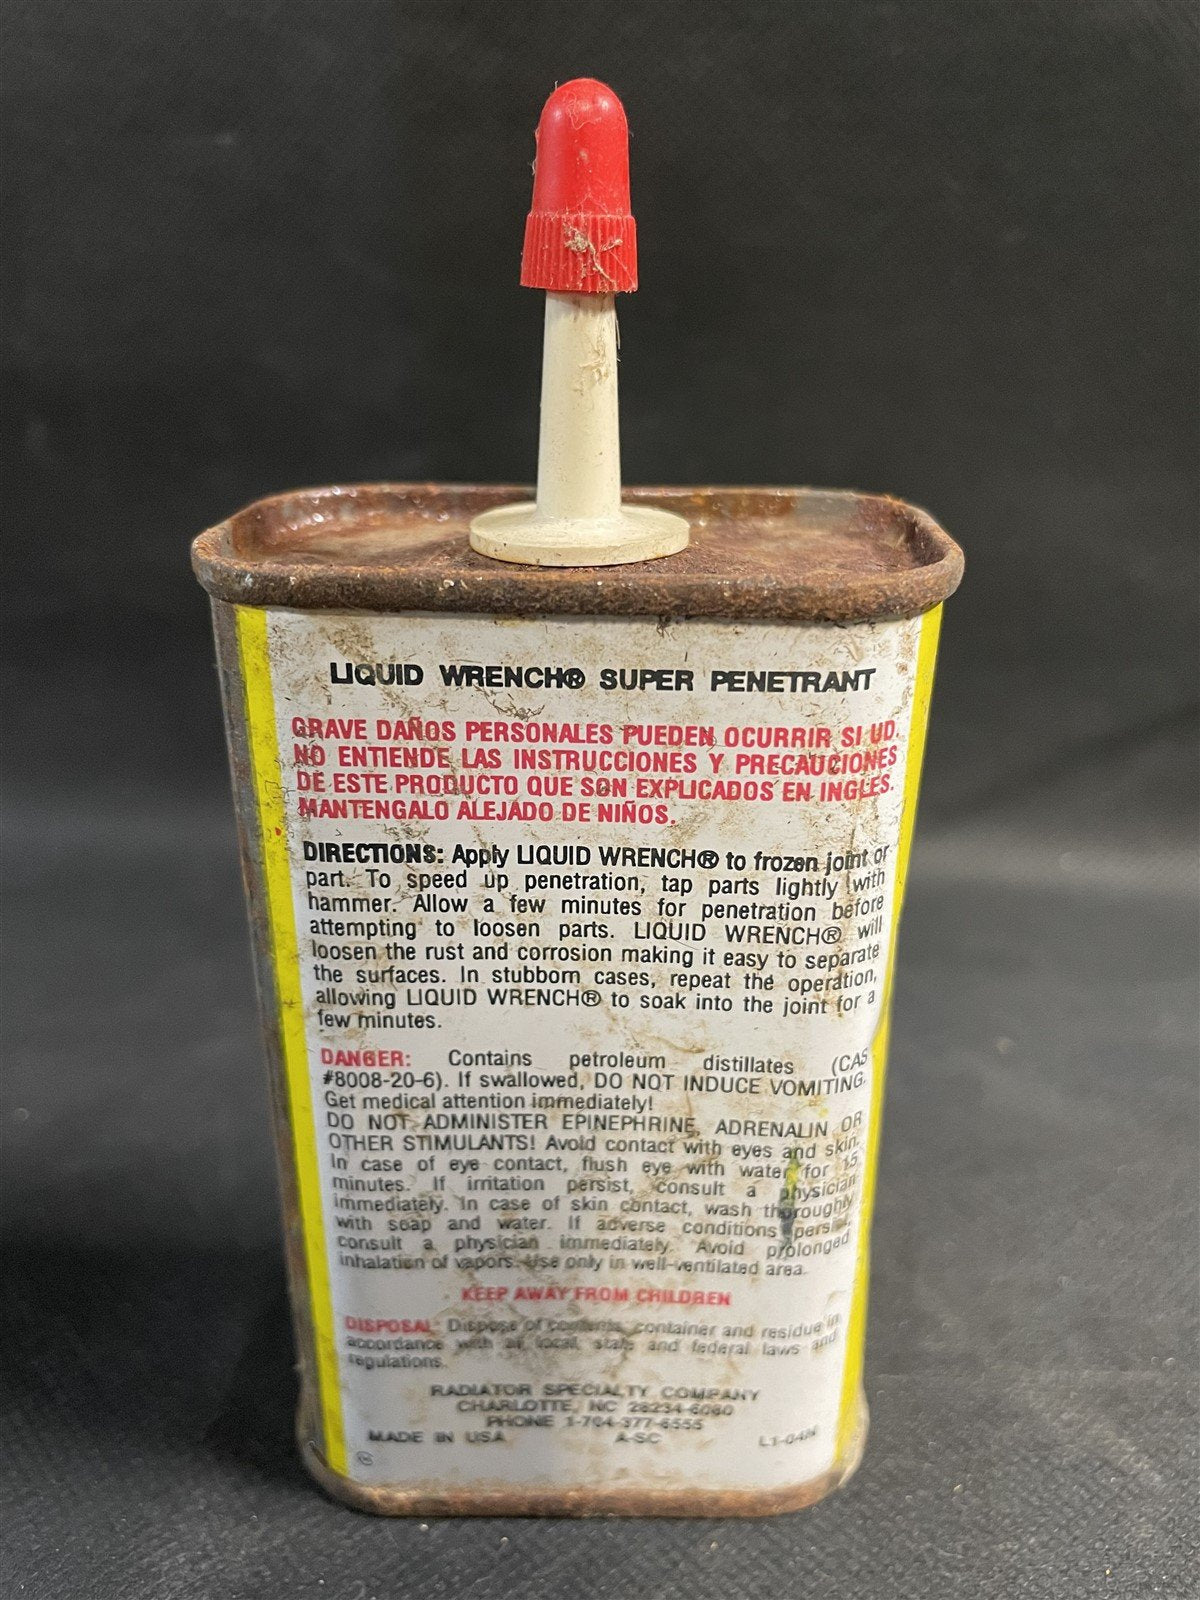 LIQUID WRENCH® SUPER PENETRANT
GRAVE DAÑOS PERSONALES PUEDEN OCURRIR SI UD.
NO ENTIENDE LAS INSTRUCCIONES Y PRECAUCIONES
DE ESTE PRODUCTO QUE SON EXPLICADOS EN INGLES.
MANTENGALO ALEJADO DE NIÑOS.
DIRECTIONS: Apply LIQUID WRENCH® to frozen joint or
part. To speed up penetration, tap parts lightly with
hammer. Allow a few minutes for penetration before
attempting to loosen parts. LIQUID WRENCH® will
loosen the rust and corrosion making it easy to separate
the surfaces. In stubborn cases, repeat the operation,
allowing LIQUID WRENCH® to soak into the joint for a
few minutes.
DANGER: Contains petroleum distillates (CAS
#8008-20-6). If swallowed, DO NOT INDUCE VOMITING.
Get medical attention immediately!
DO NOT ADMINISTER EPINEPHRINE, ADRENALIN OR
OTHER STIMULANTS! Avoid contact with eyes and skin.
In case of eye contact, flush eye with water for 15
minutes. If irritation persist, consult a physician
immediately. In case of skin contact, wash thoroughly
with soap and water. If adverse conditions
consult a physician immediately. Avoid prolonged
inhalation of vapors. Use only in well-ventilated area.
KEEP AWAY FROM CHILDREN
DISPOSAL: Dispose of contents, container and residue in
accordance with all local, state and federal laws and
regulations.
RADIATOR SPECIALTY COMPANY
CHARLOTTE, NC 28234-6080
PHONE 1-704-377-6555
MADE IN USA A-SC